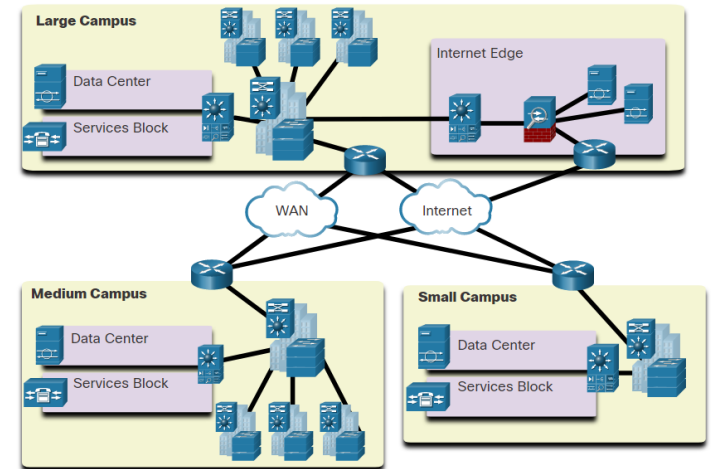 Large Campus
Internet Edge
Data Center
Services Block
WAN
Internet
Medium Campus
Data Center
Services Block
Small Campus
Data Center
Services Block